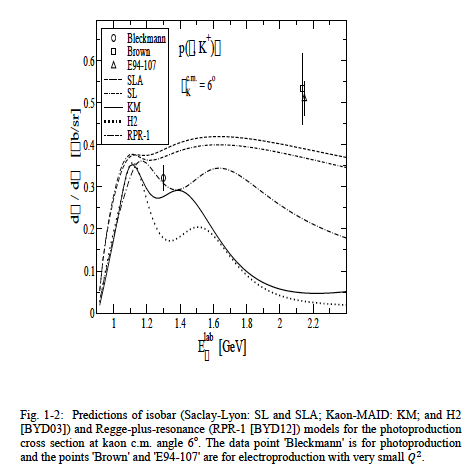 Bleckmann
Brown
E94-107
SLA
SL
KM
H2
RPR-1
p(□,K⁺)□
□ₖᶜ·ᵐ· = 6°
d□ / d□ [□b/sr]
0.6
0.5
0.4
0.3
0.2
0.1
0
1
1.2
1.4
1.6
1.8
2
2.2
E□ˡᵃᵇ [GeV]
Fig. 1-2: Predictions of isobar (Saclay-Lyon: SL and SLA; Kaon-MAID: KM; and H2
[BYD03]) and Regge-plus-resonance (RPR-1 [BYD12]) models for the photoproduction
cross section at kaon c.m. angle 6°. The data point 'Bleckmann' is for photoproduction
and the points 'Brown' and 'E94-107' are for electroproduction with very small Q².